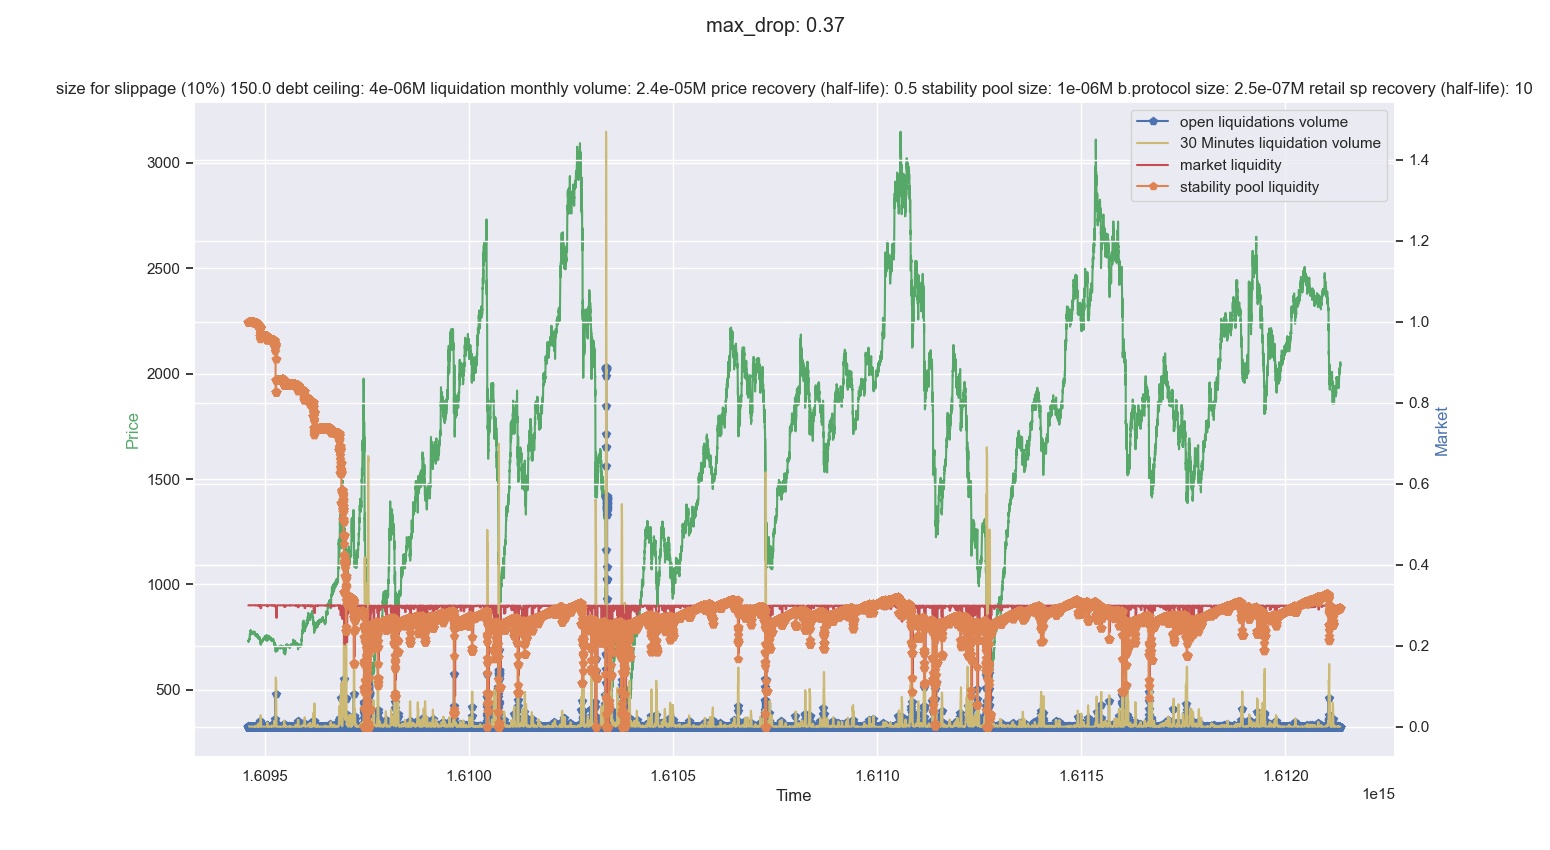 max_drop: 0.37
size for slippage (10%) 150.0 debt ceiling: 4e-06M liquidation monthly volume: 2.4e-05M price recovery (half-life): 0.5 stability pool size: 1e-06M b.protocol size: 2.5e-07M retail sp recovery (half-life): 10
open liquidations volume
30 Minutes liquidation volume
market liquidity
stability pool liquidity
3000
2500
2000
1500
1000
500
Price
1.4
1.2
1.0
0.8
0.6
0.4
0.2
0.0
Market
1.6095
1.6100
1.6105
1.6110
1.6115
1.6120
Time
1e15